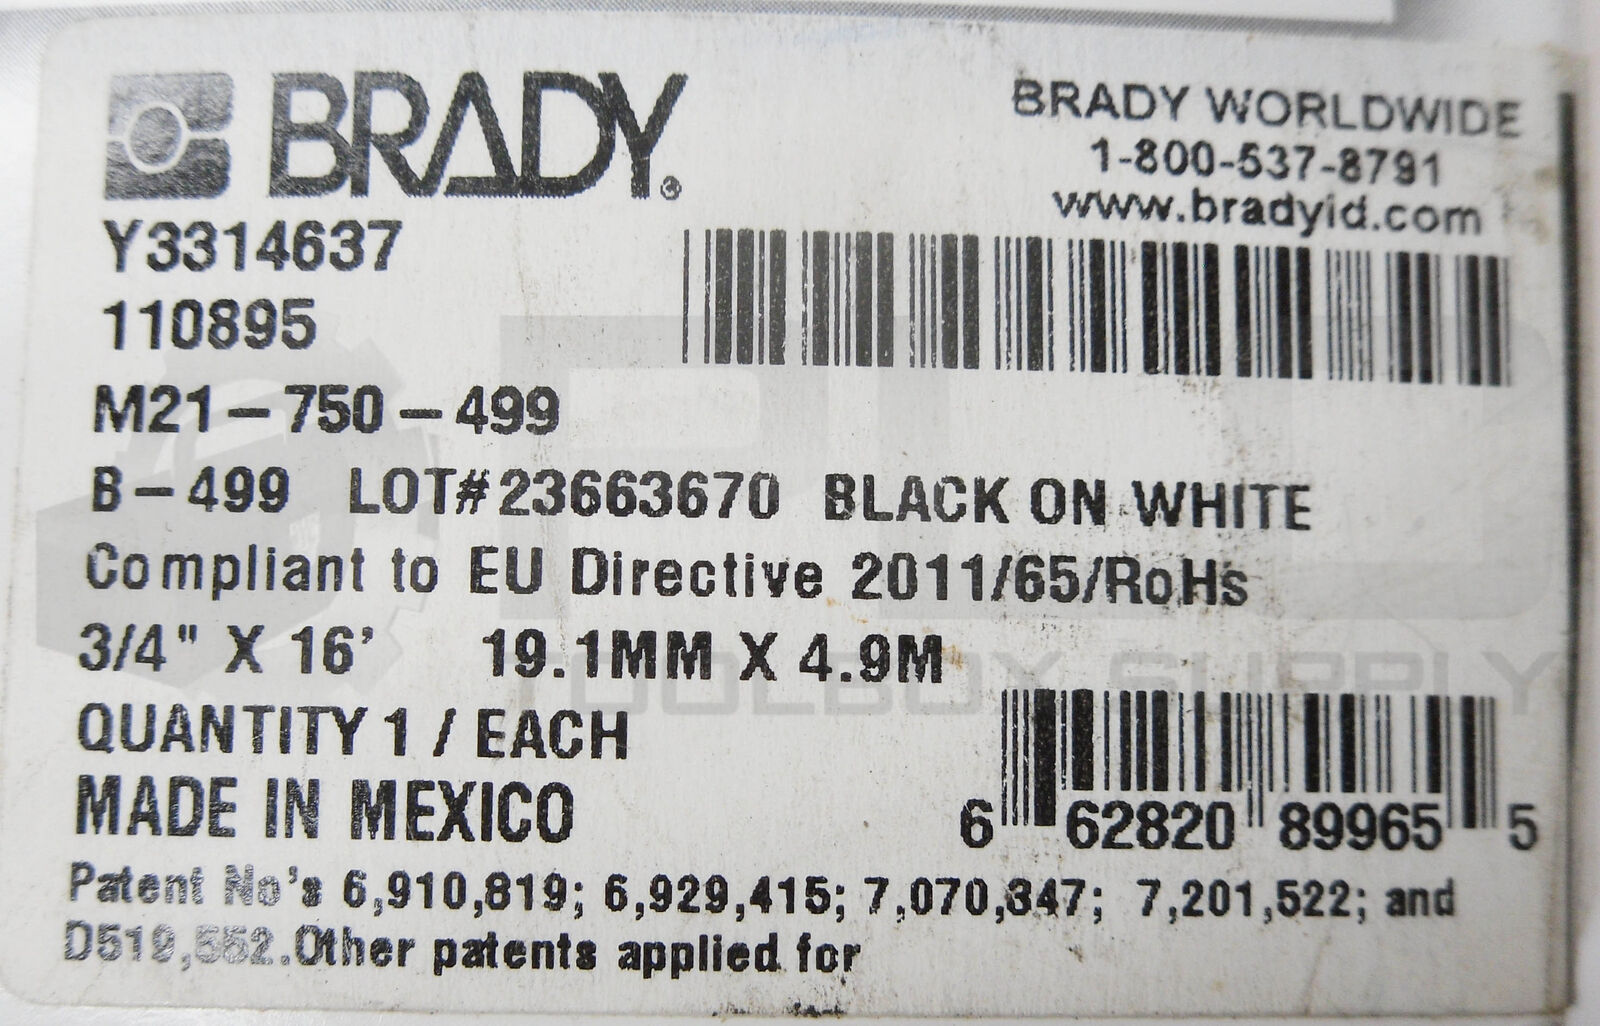 BRADY®
BRADY WORLDWIDE
1-800-537-8791
www.bradyid.com
Y3314637
110895
M21-750-499
B-499 LOT#23663670 BLACK ON WHITE
Compliant to EU Directive 2011/65/RoHs
3/4" X 16' 19.1MM X 4.9M
QUANTITY 1 / EACH
MADE IN MEXICO
6 62820 89965 5
Patent No's 6,910,819; 6,929,415; 7,070,347; 7,201,522; and
D519,552.Other patents applied for
TOOLBOX SUPPLY